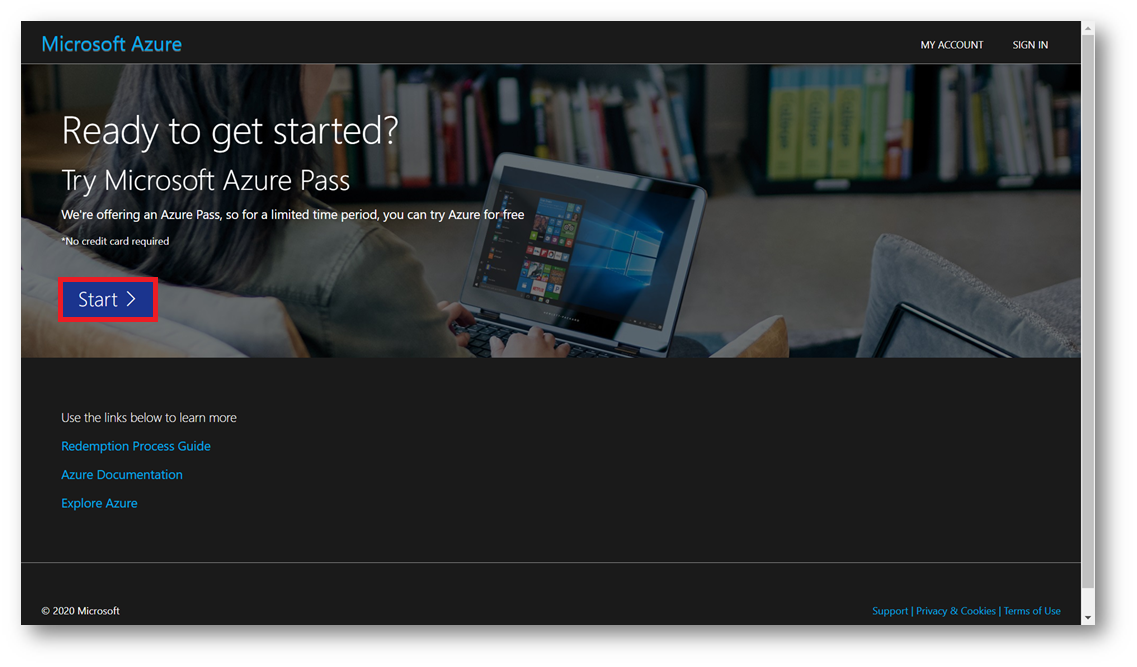 Microsoft Azure
MY ACCOUNT
SIGN IN
Ready to get started?
Try Microsoft Azure Pass
We're offering an Azure Pass, so for a limited time period, you can try Azure for free
*No credit card required
Start >
Use the links below to learn more
Redemption Process Guide
Azure Documentation
Explore Azure
© 2020 Microsoft
Support | Privacy & Cookies | Terms of Use